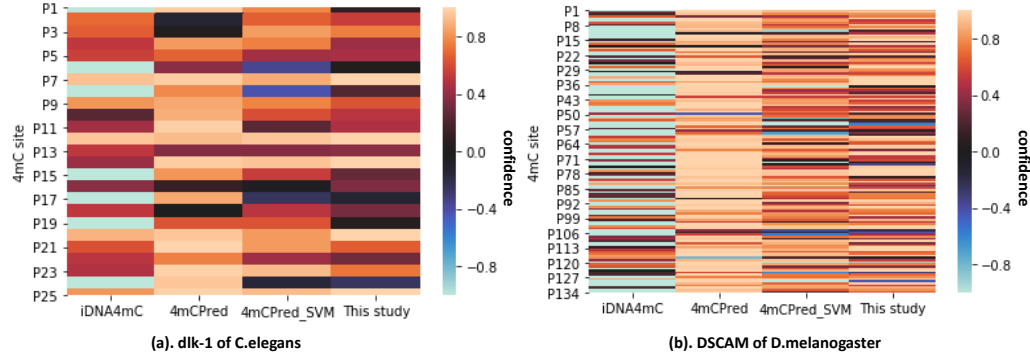 P1
P3
P5
P7
P9
P11
P13
P15
P17
P19
P21
P23
P25
4mC site
iDNA4mC
4mCPred
4mCPred_SVM
This study
0.8
0.4
0.0
−0.4
−0.8
confidence
(a). dlk-1 of C.elegans
P1
P8
P15
P22
P29
P36
P43
P50
P57
P64
P71
P78
P85
P92
P99
P106
P113
P120
P127
P134
4mC site
iDNA4mC
4mCPred
4mCPred_SVM
This study
0.8
0.4
0.0
−0.4
−0.8
confidence
(b). DSCAM of D.melanogaster